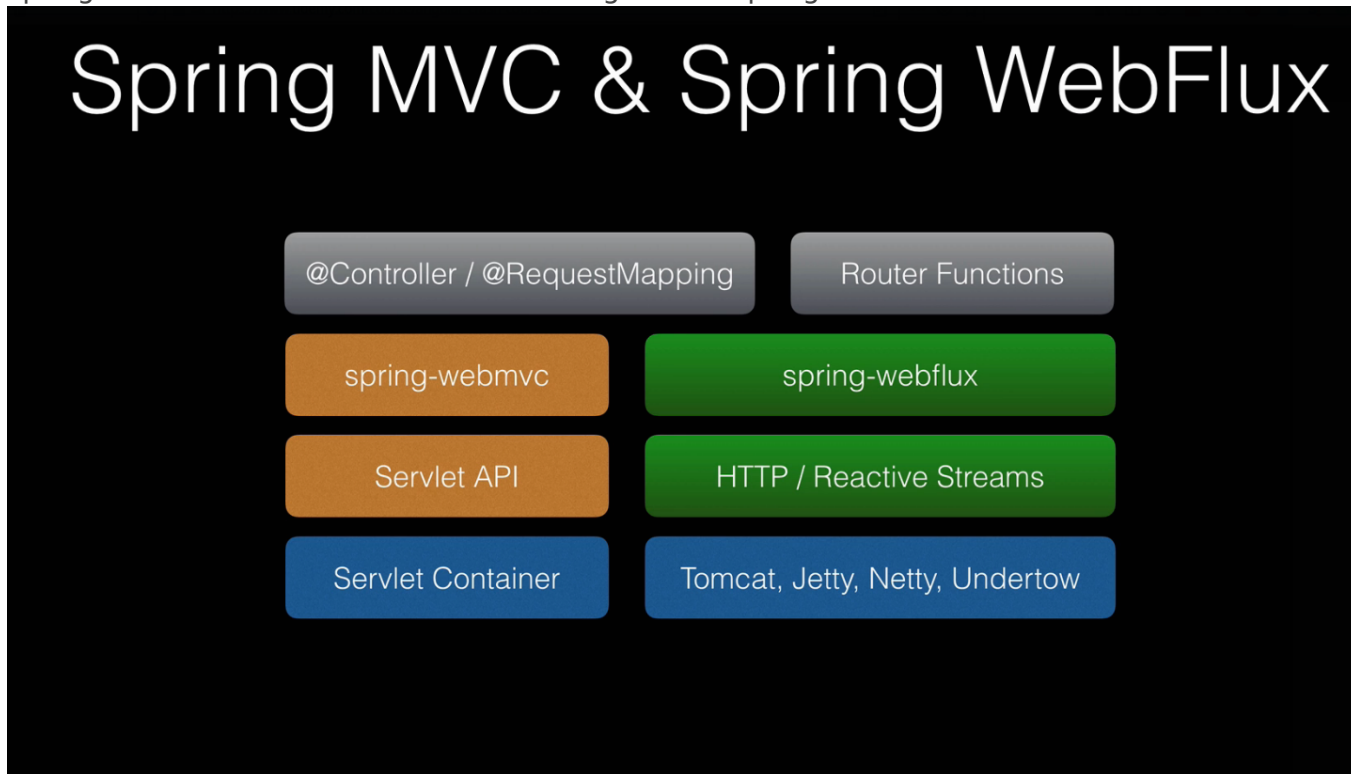 Spring MVC & Spring WebFlux
@Controller / @RequestMapping
Router Functions
spring-webmvc
spring-webflux
Servlet API
HTTP / Reactive Streams
Servlet Container
Tomcat, Jetty, Netty, Undertow